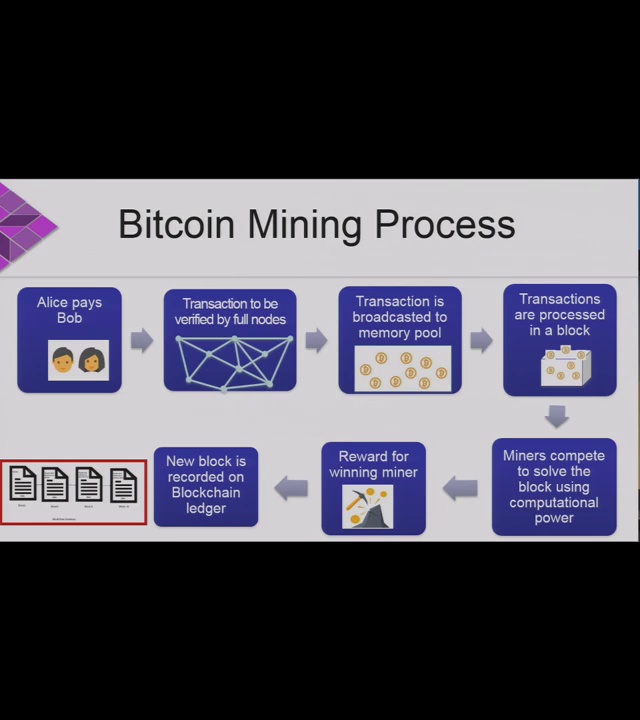 Bitcoin Mining Process
Alice pays
Bob
Transaction to be
verified by full nodes
Transaction is
broadcasted to
memory pool
Transactions
are processed
in a block
Miners compete
to solve the
block using
computational
power
Reward for
winning miner
New block is
recorded on
Blockchain
ledger